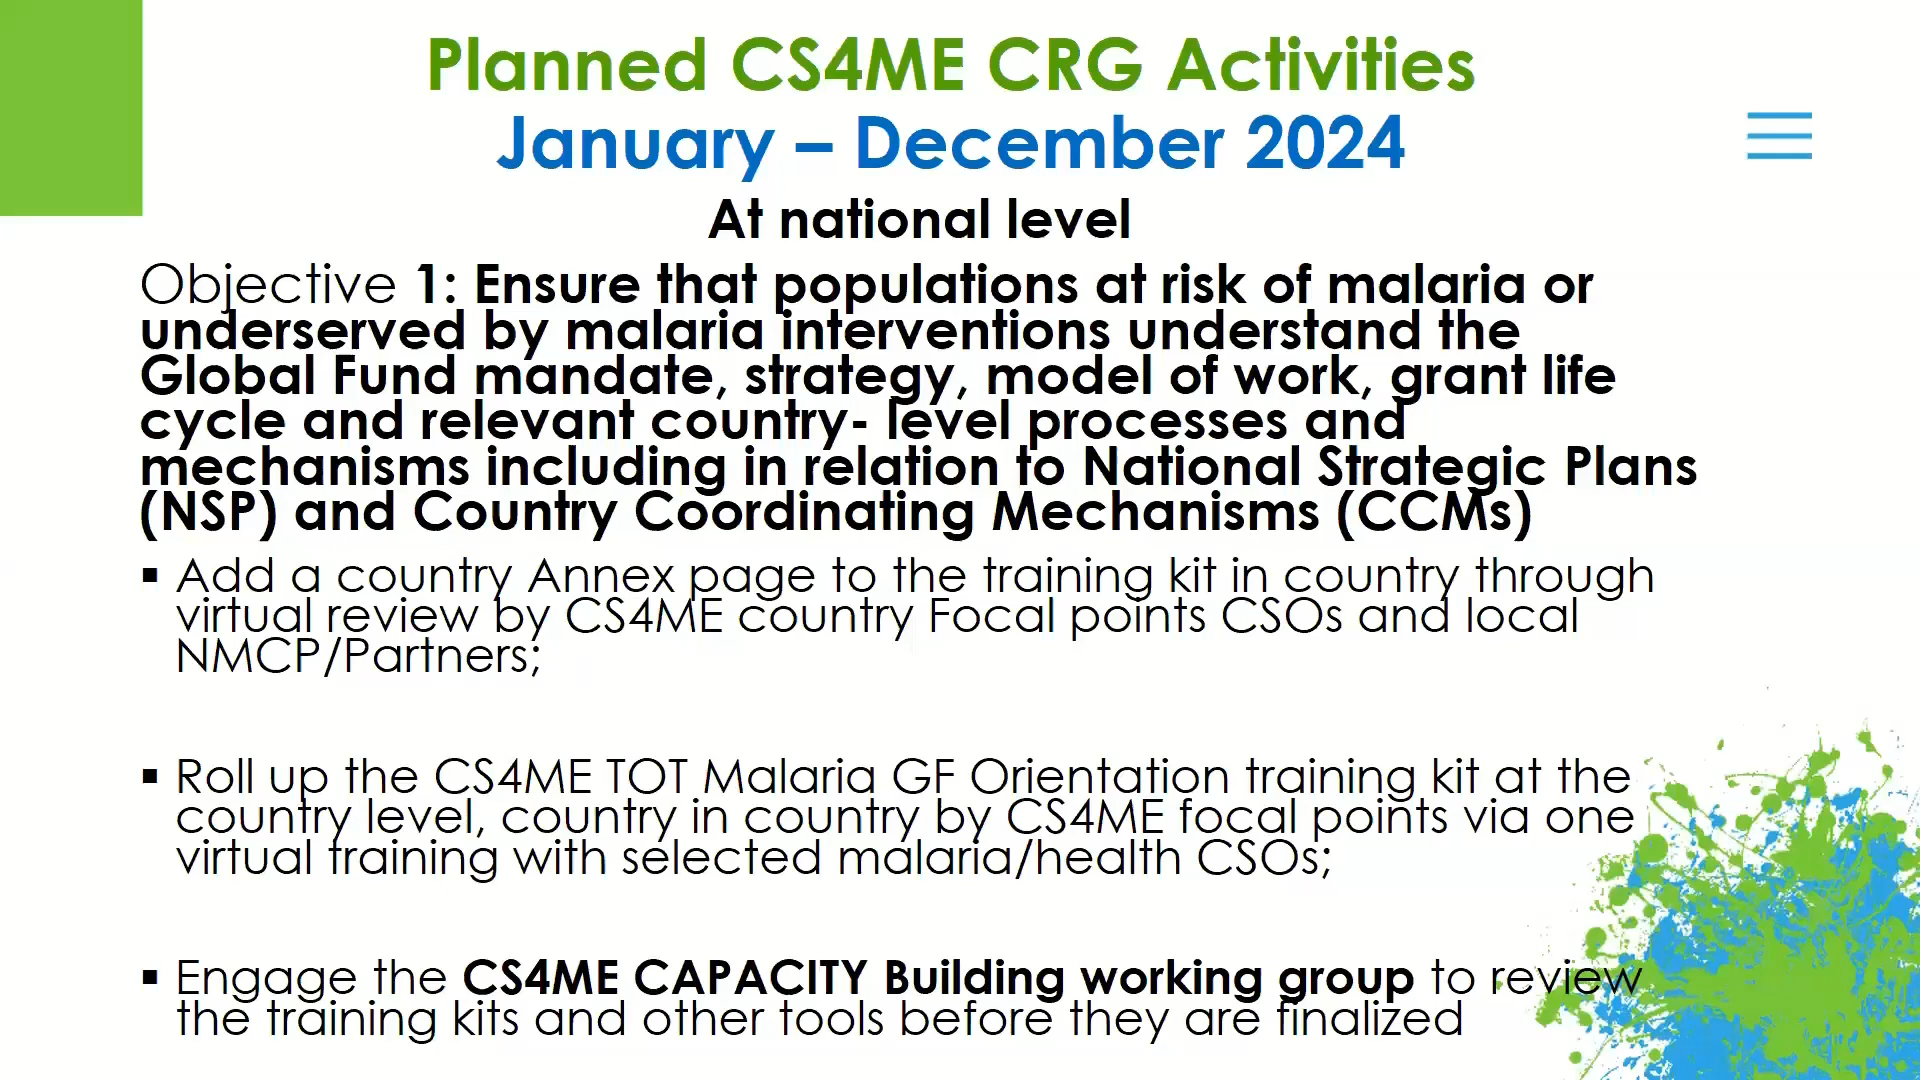 Planned CS4ME CRG Activities
January – December 2024
At national level
Objective 1: Ensure that populations at risk of malaria or
underserved by malaria interventions understand the
Global Fund mandate, strategy, model of work, grant life
cycle and relevant country- level processes and
mechanisms including in relation to National Strategic Plans
(NSP) and Country Coordinating Mechanisms (CCMs)
▪ Add a country Annex page to the training kit in country through
virtual review by CS4ME country Focal points CSOs and local
NMCP/Partners;
▪ Roll up the CS4ME TOT Malaria GF Orientation training kit at the
country level, country in country by CS4ME focal points via one
virtual training with selected malaria/health CSOs;
▪ Engage the CS4ME CAPACITY Building working group to review
the training kits and other tools before they are finalized